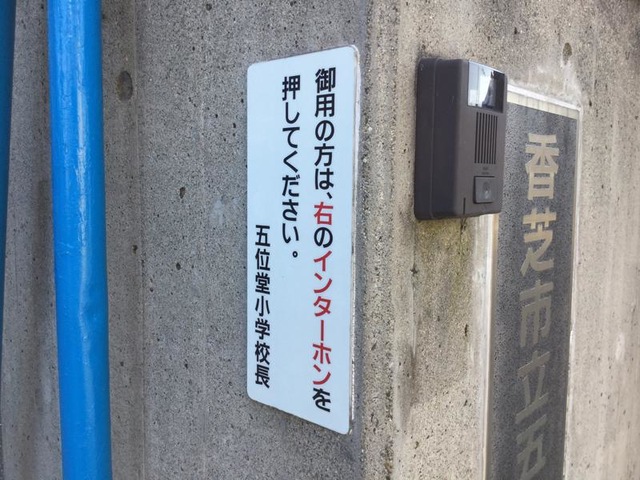 御用の方は、右のインターホンを
押してください。
五位堂小学校長
香芝市立五